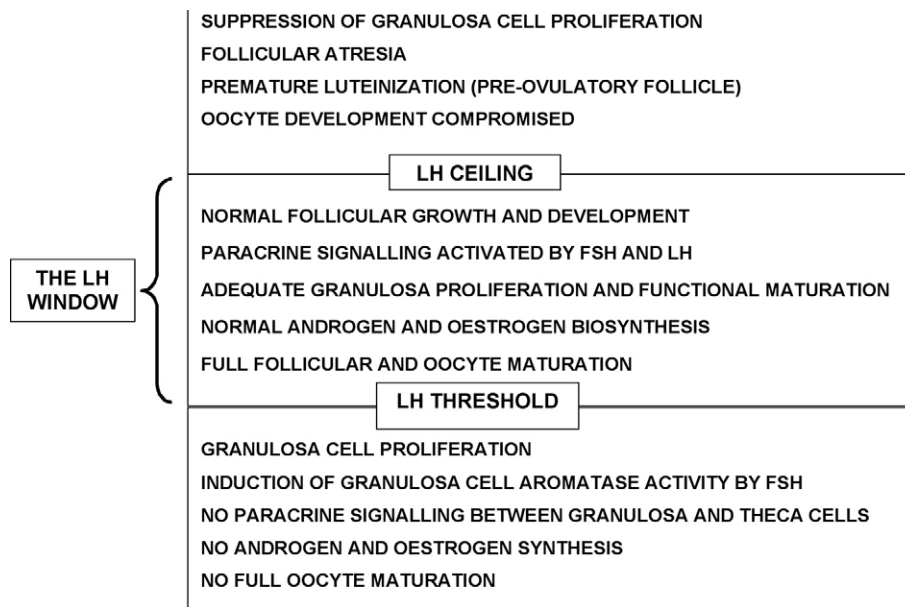 SUPPRESSION OF GRANULOSA CELL PROLIFERATION
FOLLICULAR ATRESIA
PREMATURE LUTEINIZATION (PRE-OVULATORY FOLLICLE)
OOCYTE DEVELOPMENT COMPROMISED
LH CEILING
THE LH
WINDOW
NORMAL FOLLICULAR GROWTH AND DEVELOPMENT
PARACRINE SIGNALLING ACTIVATED BY FSH AND LH
ADEQUATE GRANULOSA PROLIFERATION AND FUNCTIONAL MATURATION
NORMAL ANDROGEN AND OESTROGEN BIOSYNTHESIS
FULL FOLLICULAR AND OOCYTE MATURATION
LH THRESHOLD
GRANULOSA CELL PROLIFERATION
INDUCTION OF GRANULOSA CELL AROMATASE ACTIVITY BY FSH
NO PARACRINE SIGNALLING BETWEEN GRANULOSA AND THECA CELLS
NO ANDROGEN AND OESTROGEN SYNTHESIS
NO FULL OOCYTE MATURATION